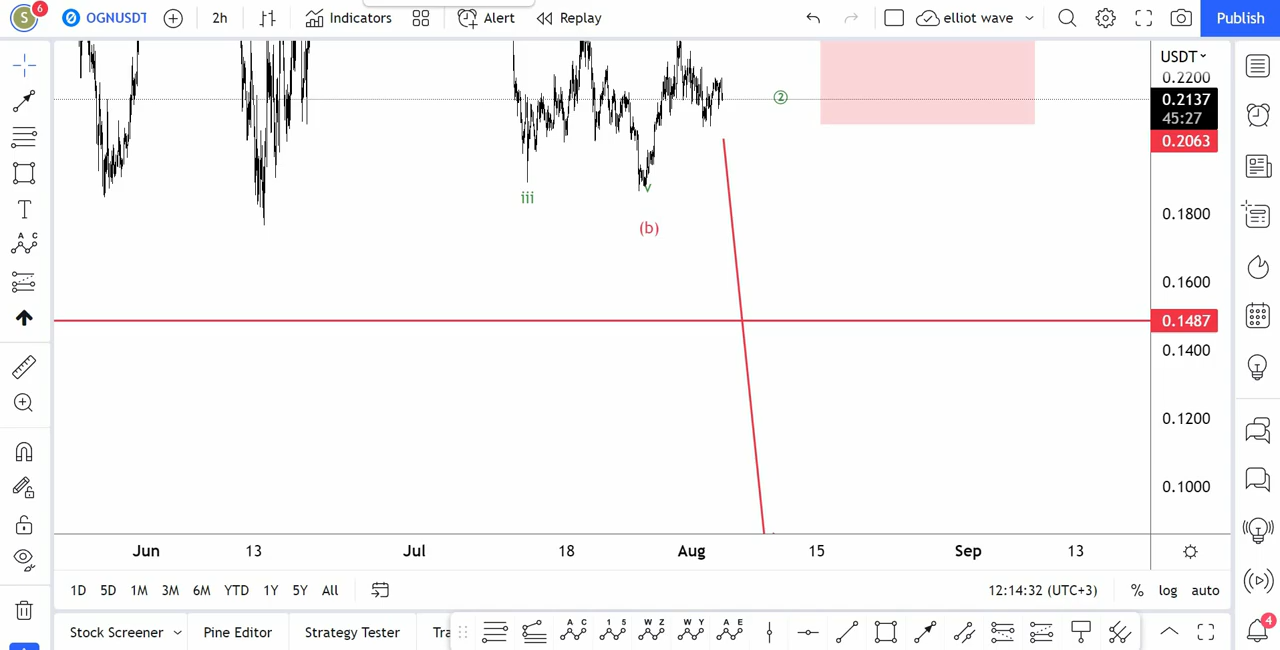 S 6 OGNUSDT 2h Indicators Alert Replay elliot wave Publish
USDT
0.2200
0.2137
45:27
0.2063
②
iii
v
(b)
0.1800
0.1600
0.1487
0.1400
0.1200
0.1000
Jun 13 Jul 18 Aug 15 Sep 13
1D 5D 1M 3M 6M YTD 1Y 5Y All 12:14:32 (UTC+3) % log auto
Stock Screener Pine Editor Strategy Tester A C 1 5 W Z W Y A E
A C
4